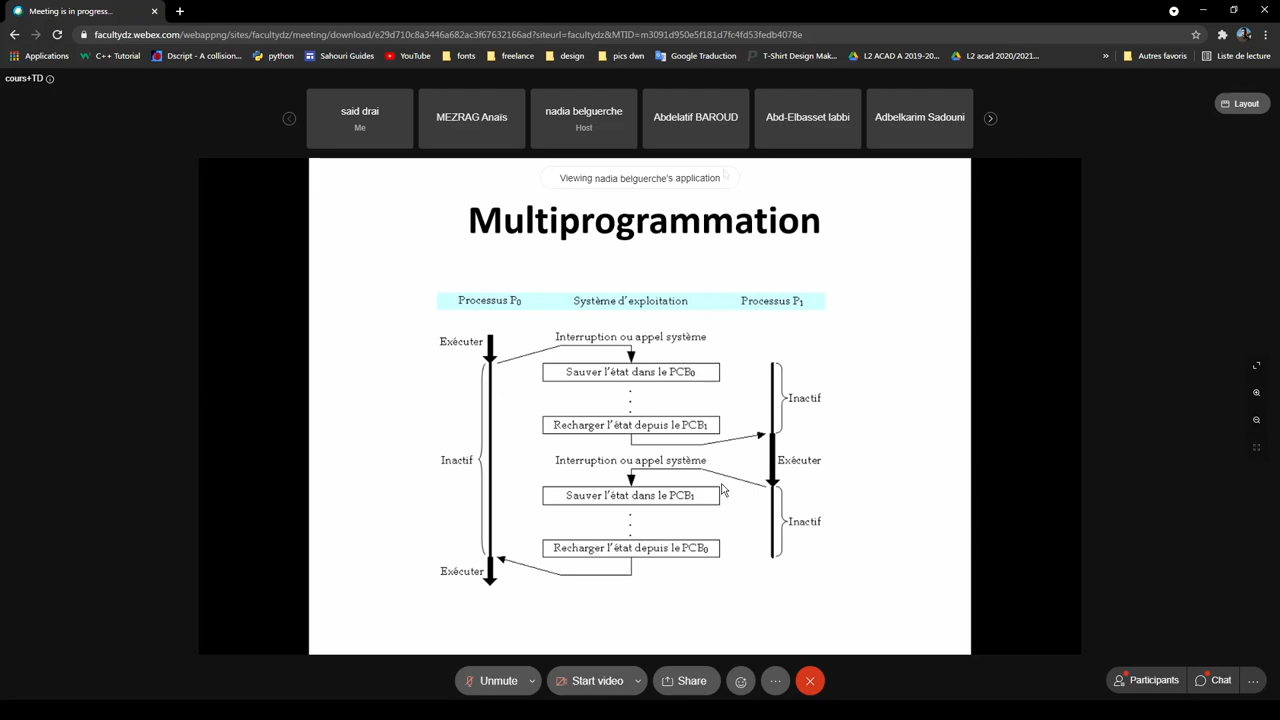 Meeting is in progress...
facultydz.webex.com/webappng/sites/facultydz/meeting/download/e29d710c8a3446a682ac3f67632166ad?siteurl=facultydz&MTID=m3091d950e5f181d7fc4fd53fedb4078e
Applications C++ Tutorial Dscript - A collision... python Sahouri Guides YouTube fonts freelance design pics dwn Google Traduction T-Shirt Design Mak... L2 ACAD A 2019-20... L2 acad 2020/2021... » Autres favoris Liste de lecture
cours+TD
Layout
said drai
Me
MEZRAG Anaïs
nadia belguerche
Host
Abdelatif BAROUD
Abd-Elbasset labbi
Adbelkarim Sadouni
Viewing nadia belguerche's application
Multiprogrammation
Processus P0 Système d'exploitation Processus P1
Exécuter
Interruption ou appel système
Sauver l'état dans le PCB0
Inactif
Recharger l'état depuis le PCB1
Inactif
Interruption ou appel système
Exécuter
Sauver l'état dans le PCB1
Inactif
Recharger l'état depuis le PCB0
Exécuter
Unmute
Start video
Share
Participants
Chat